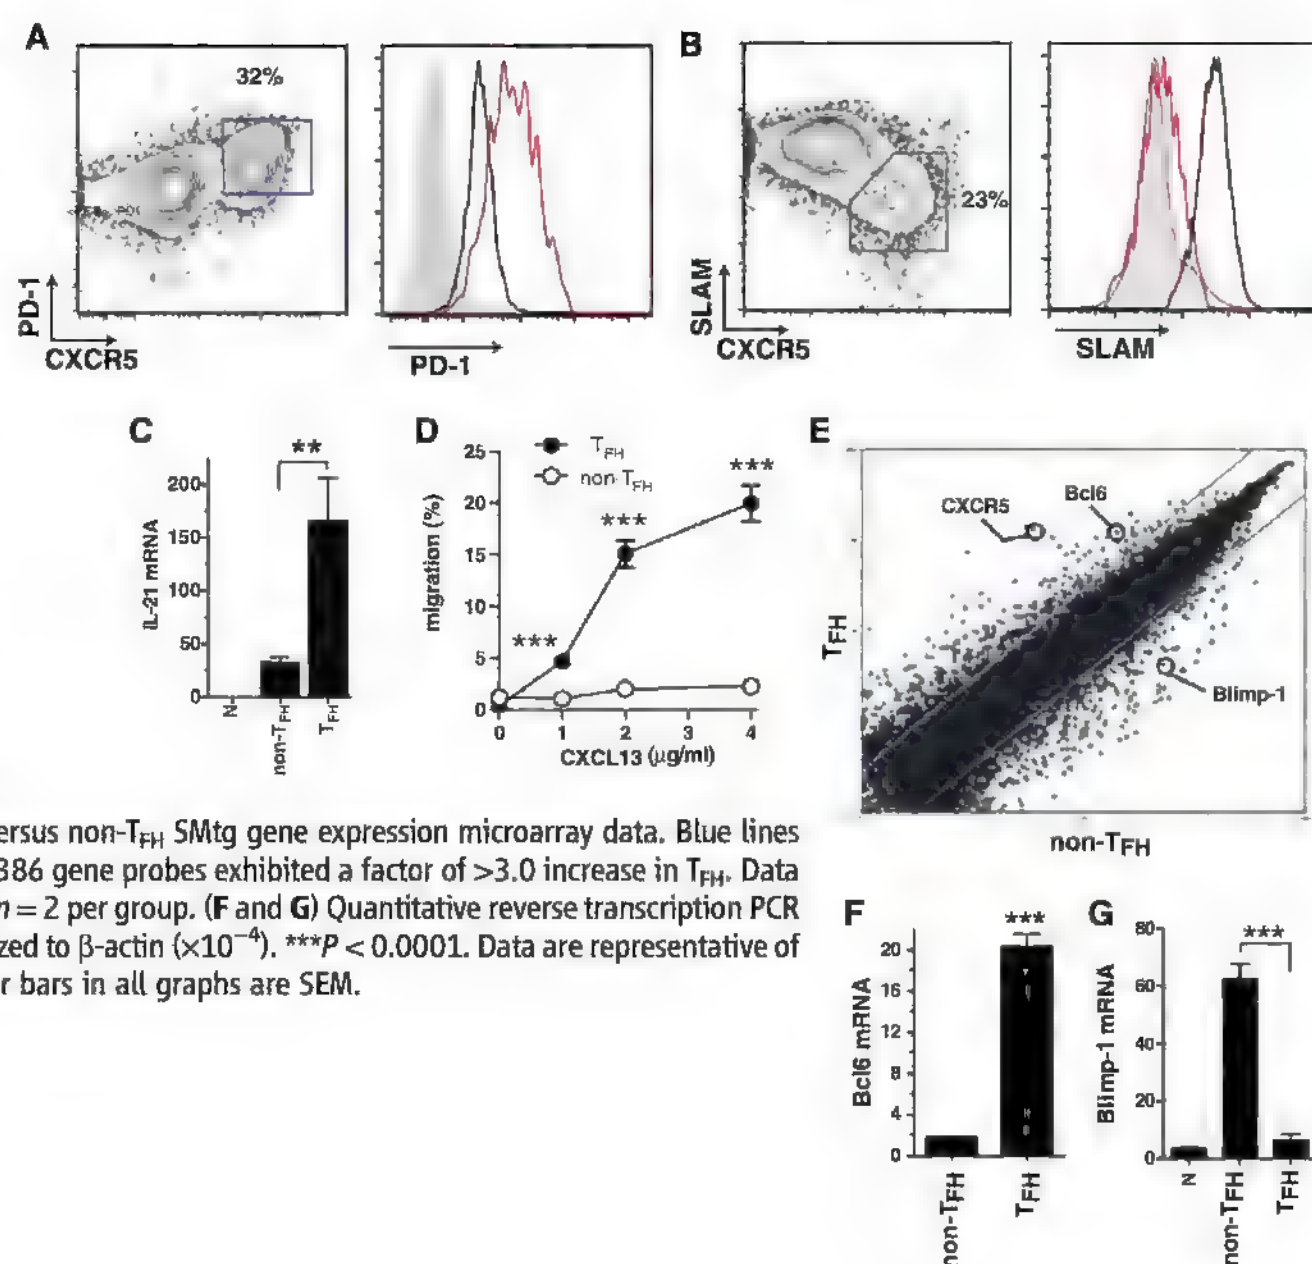 A
32%
PD-1
CXCR5
PD-1
B
23%
SLAM
CXCR5
SLAM
C
**
IL-21 mRNA
200
150
100
50
0
N
non-TFH
TFH
D
TFH
non-TFH
migration (%)
25
20
15
10
5
0
***
***
***
0 1 2 3 4
CXCL13 (μg/ml)
E
CXCR5
Bcl6
Blimp-1
TFH
non-TFH
ersus non-TFH SMtg gene expression microarray data. Blue lines
386 gene probes exhibited a factor of >3.0 increase in TFH. Data
n = 2 per group. (F and G) Quantitative reverse transcription PCR
zed to β-actin (×10−4). ***P < 0.0001. Data are representative of
r bars in all graphs are SEM.
F
***
Bcl6 mRNA
20
16
12
8
4
0
non-TFH
TFH
G
***
Blimp-1 mRNA
80
60
40
20
0
N
non-TFH
TFH